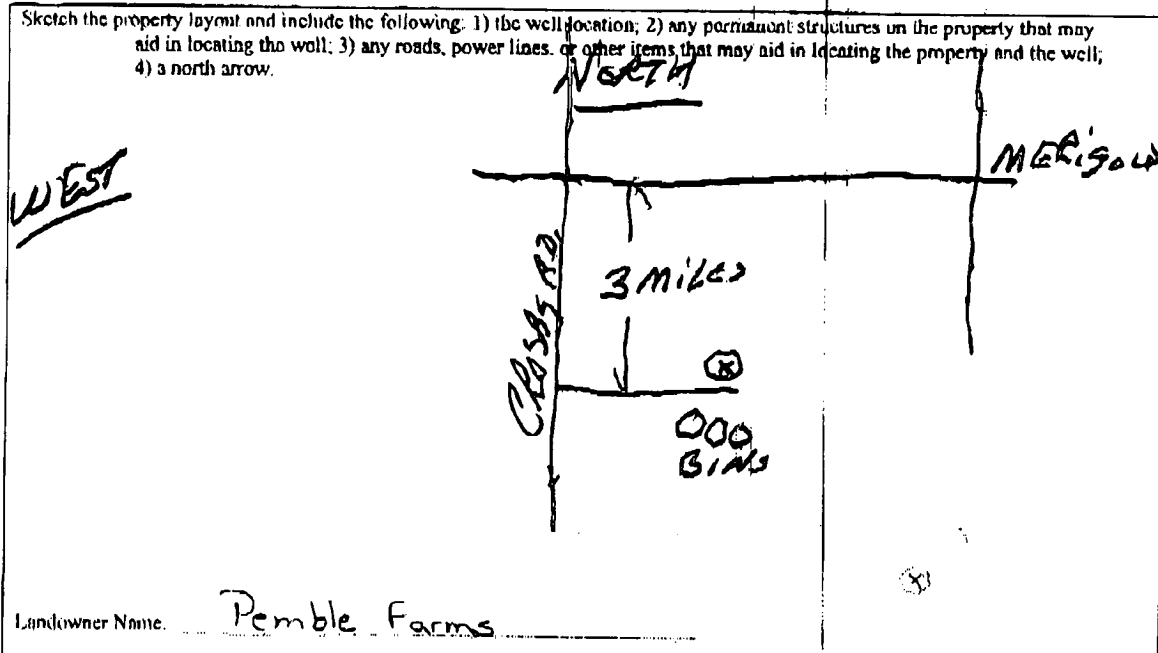 Sketch the property layout and include the following: 1) the well location; 2) any permanent structures on the property that may
aid in locating the well; 3) any roads, power lines, or other items that may aid in locating the property and the well;
4) a north arrow.
NORTH
WEST
MERIGOLD
CROSBY RD.
3 MILES
X
BINS
X
Landowner Name. Pemble Farms